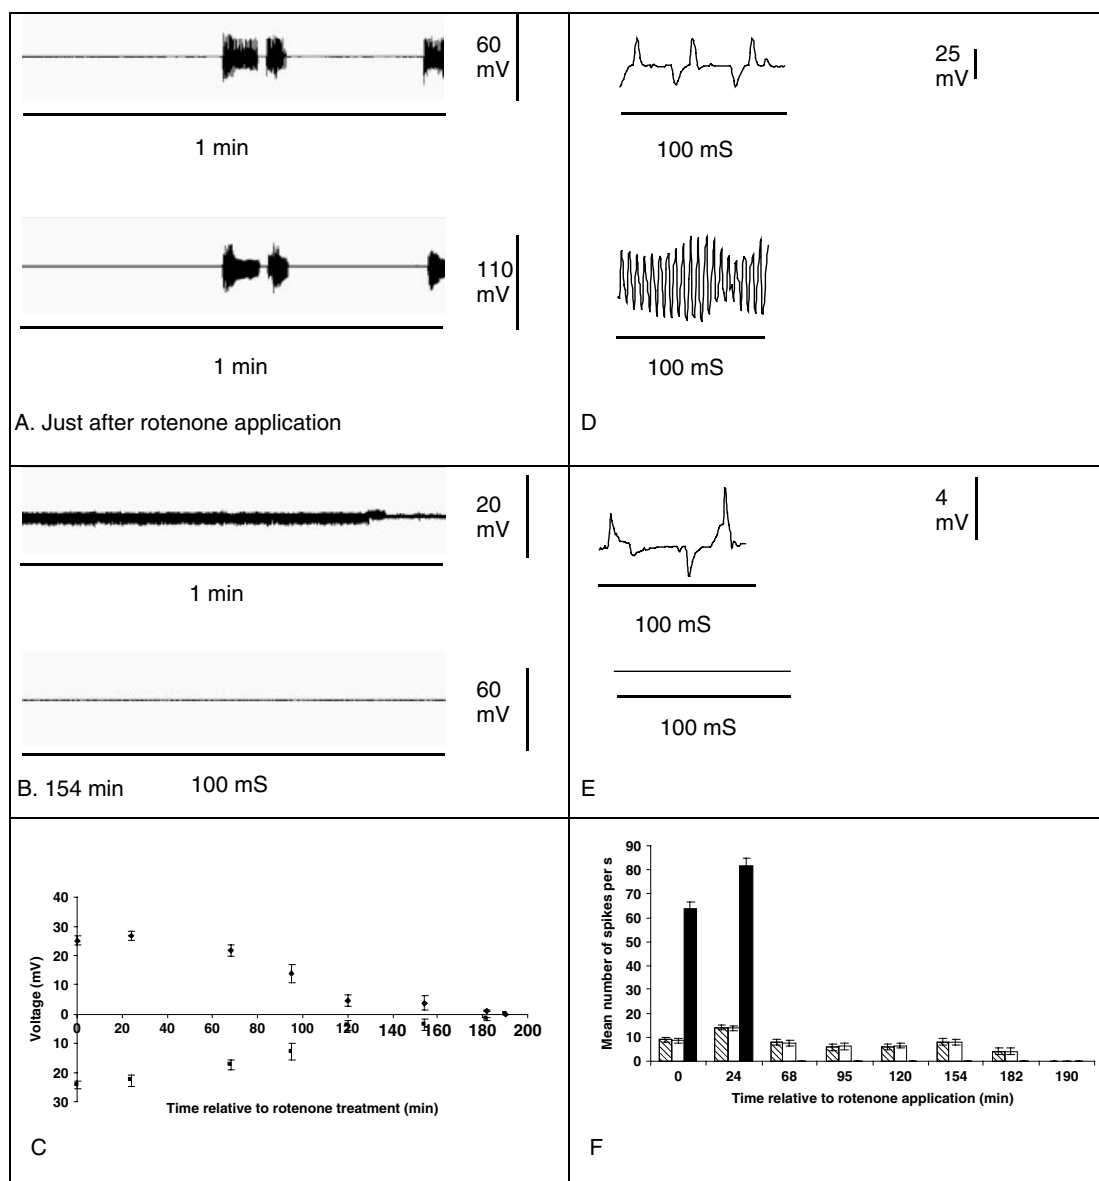 60
mV
1 min
110
mV
1 min
A. Just after rotenone application
25
mV
100 mS
100 mS
D
20
mV
1 min
60
mV
B. 154 min
100 mS
4
mV
100 mS
100 mS
E
40
30
20
10
0
10
20
30
0 20 40 60 80 100 120 140 160 180 200
Voltage (mV)
Time relative to rotenone treatment (min)
C
90
80
70
60
50
40
30
20
10
0
Mean number of spikes per s
0 24 68 95 120 154 182 190
Time relative to rotenone application (min)
F